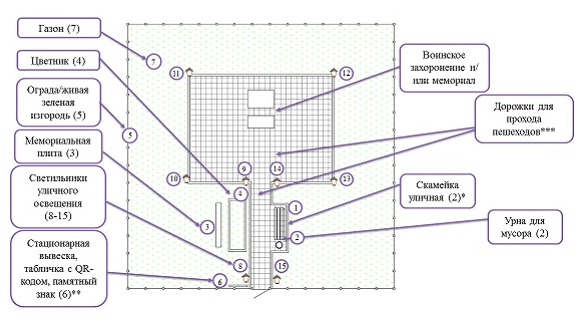 Газон (7)
Цветник (4)
Ограда/живая
зеленая
изгородь (5)
Мемориальная
плита (3)
Светильники
уличного
освещения
(8-15)
Стационарная
вывеска,
табличка с QR-
кодом, памятный
знак (6)**
7
11
12
5
10
9
14
13
4
3
1
2
8
6
15
Воинское
захоронение и/
или мемориал
Дорожки для
прохода
пешеходов***
Скамейка
уличная (2)*
Урна для
мусора (2)